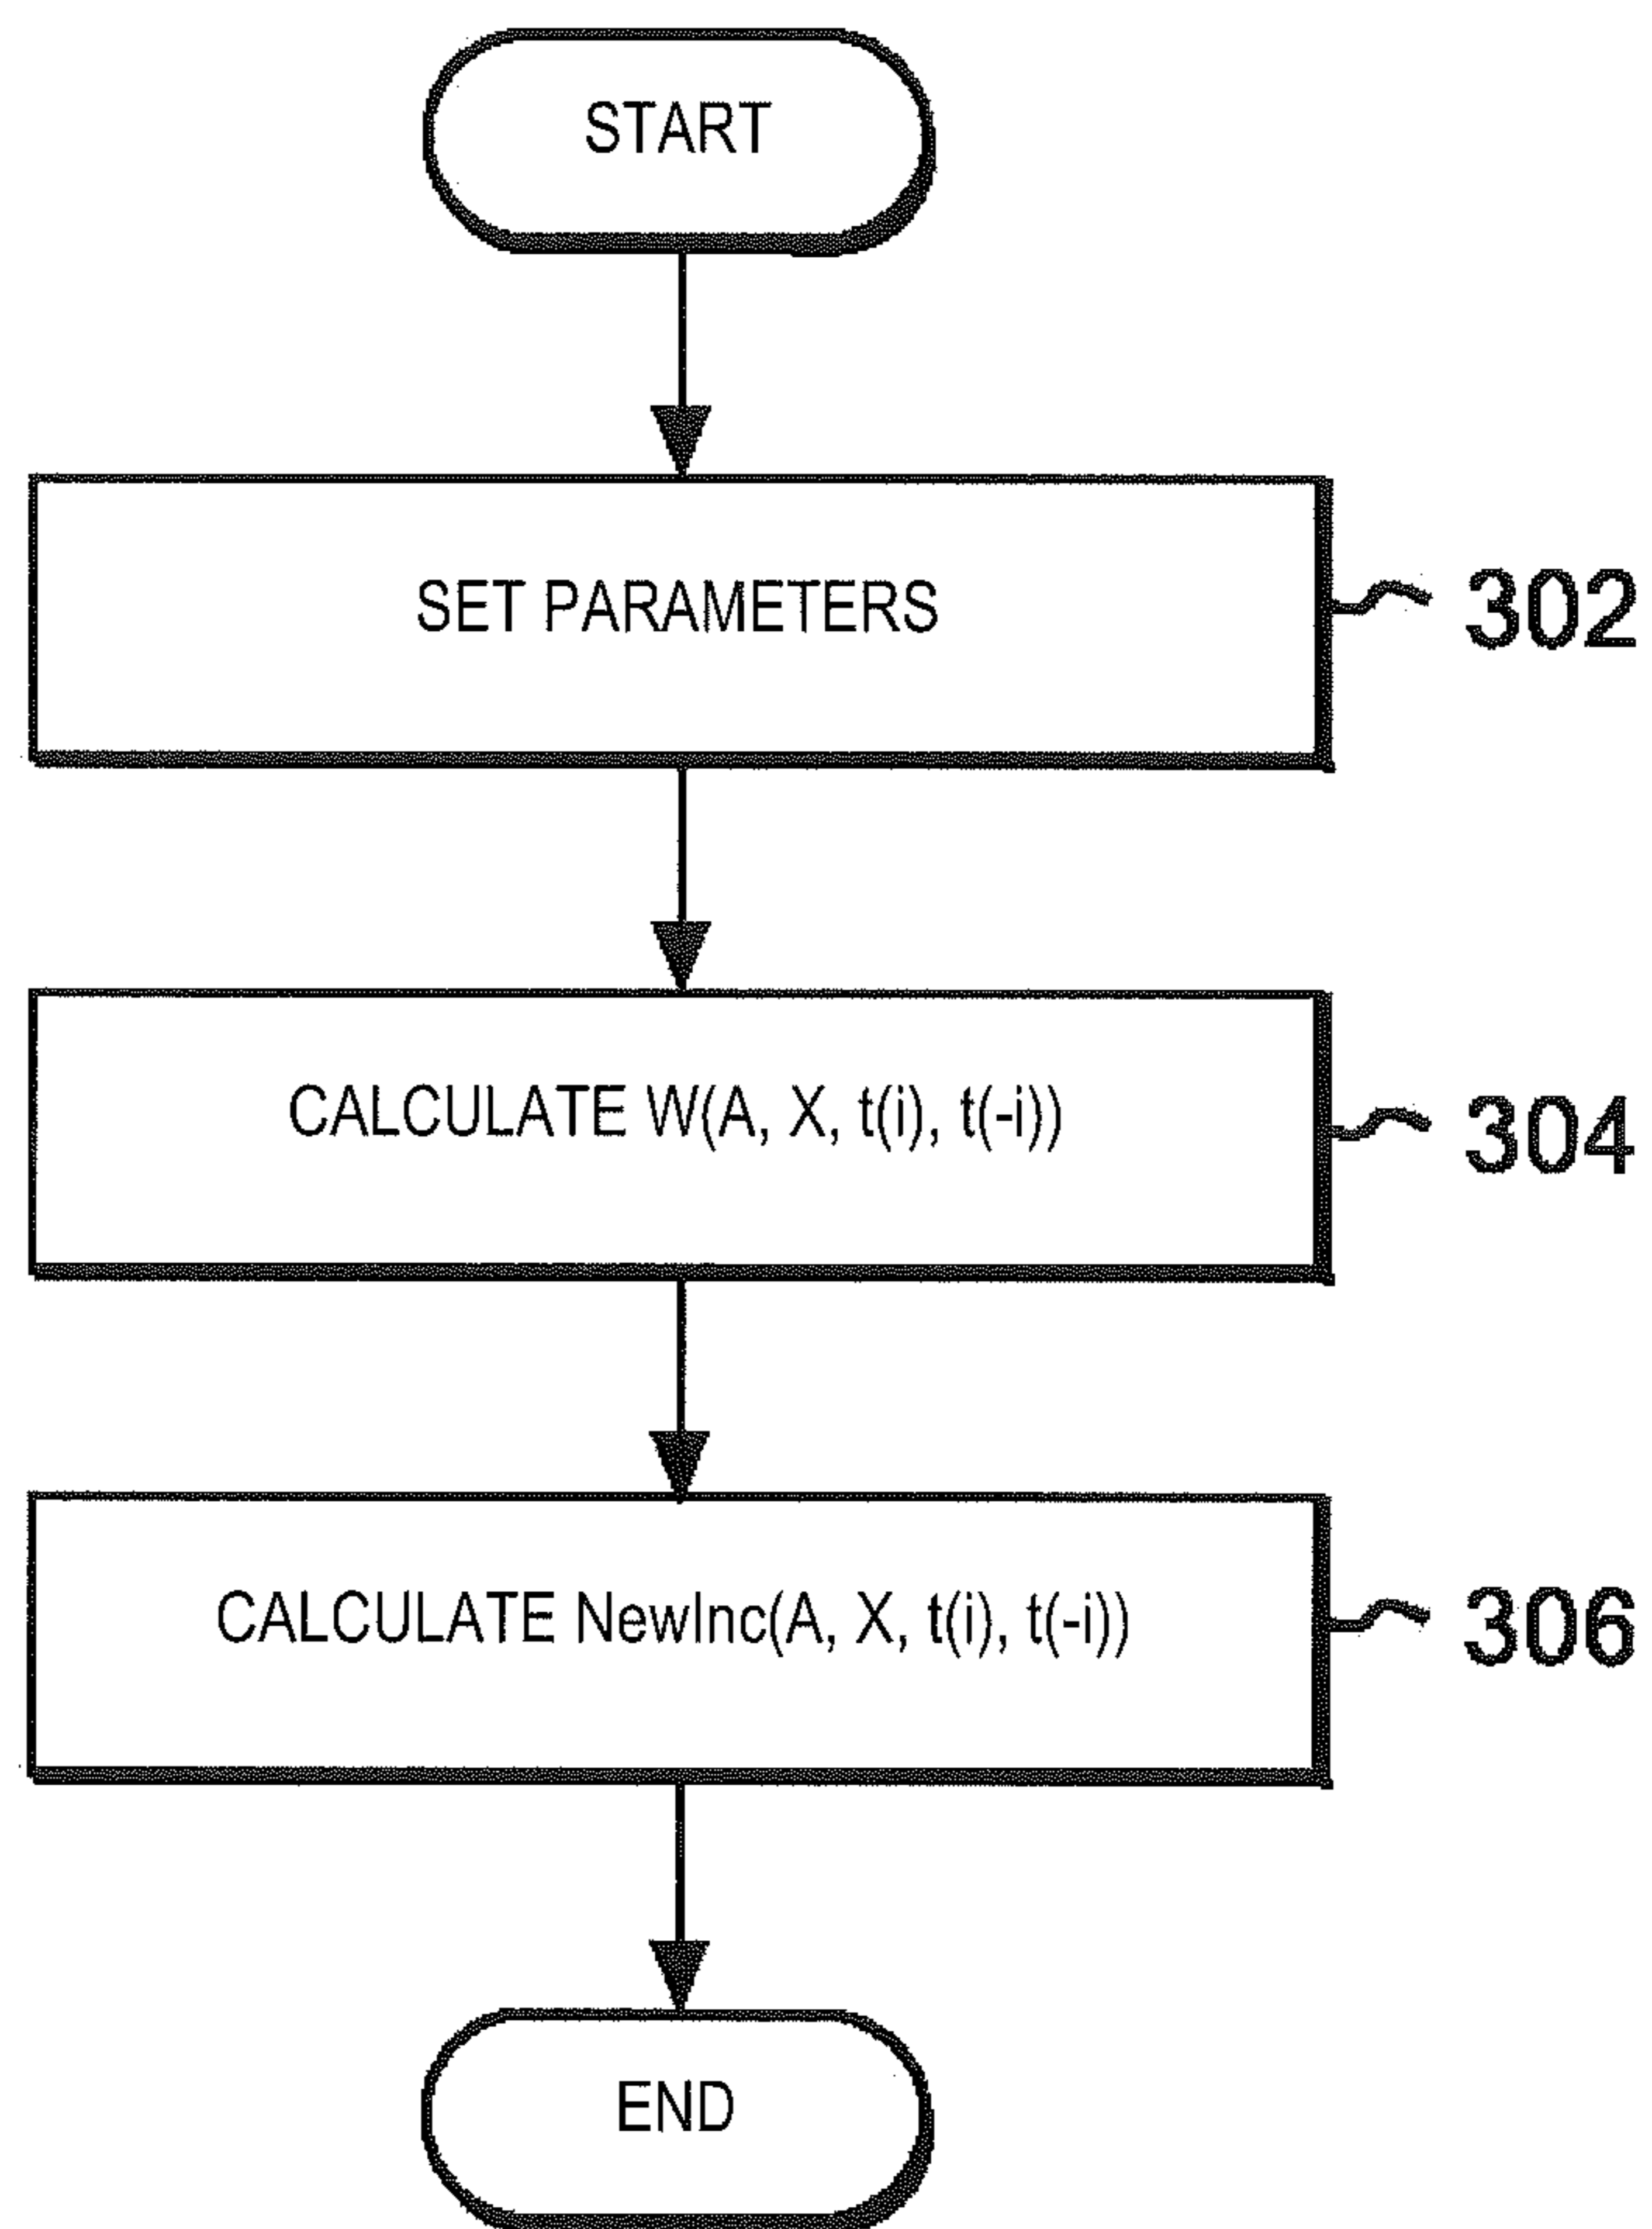 START
SET PARAMETERS
302
CALCULATE W(A, X, t(i), t(-i))
304
CALCULATE NewInc(A, X, t(i), t(-i))
306
END